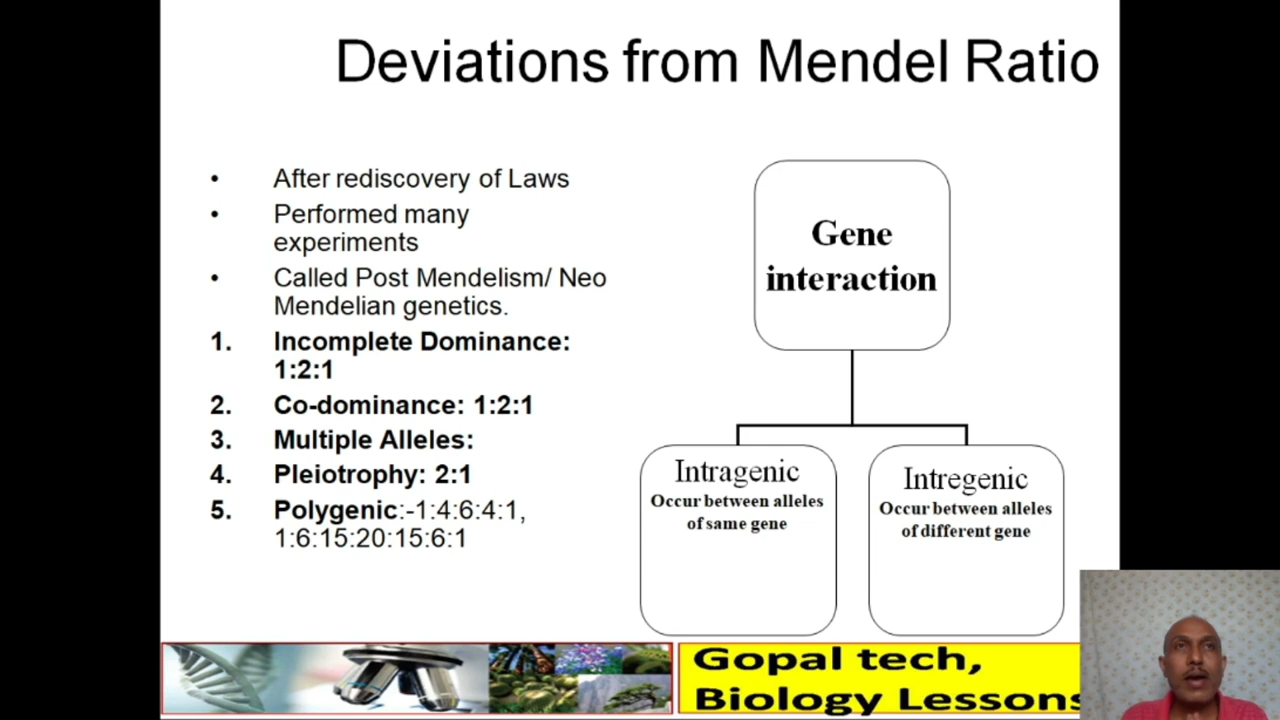 Deviations from Mendel Ratio
• After rediscovery of Laws
• Performed many
experiments
• Called Post Mendelism/ Neo
Mendelian genetics.
1. Incomplete Dominance:
1:2:1
2. Co-dominance: 1:2:1
3. Multiple Alleles:
4. Pleiotrophy: 2:1
5. Polygenic:-1:4:6:4:1,
1:6:15:20:15:6:1
Gene
interaction
Intragenic
Occur between alleles
of same gene
Intregenic
Occur between alleles
of different gene
Gopal tech,
Biology Lessons